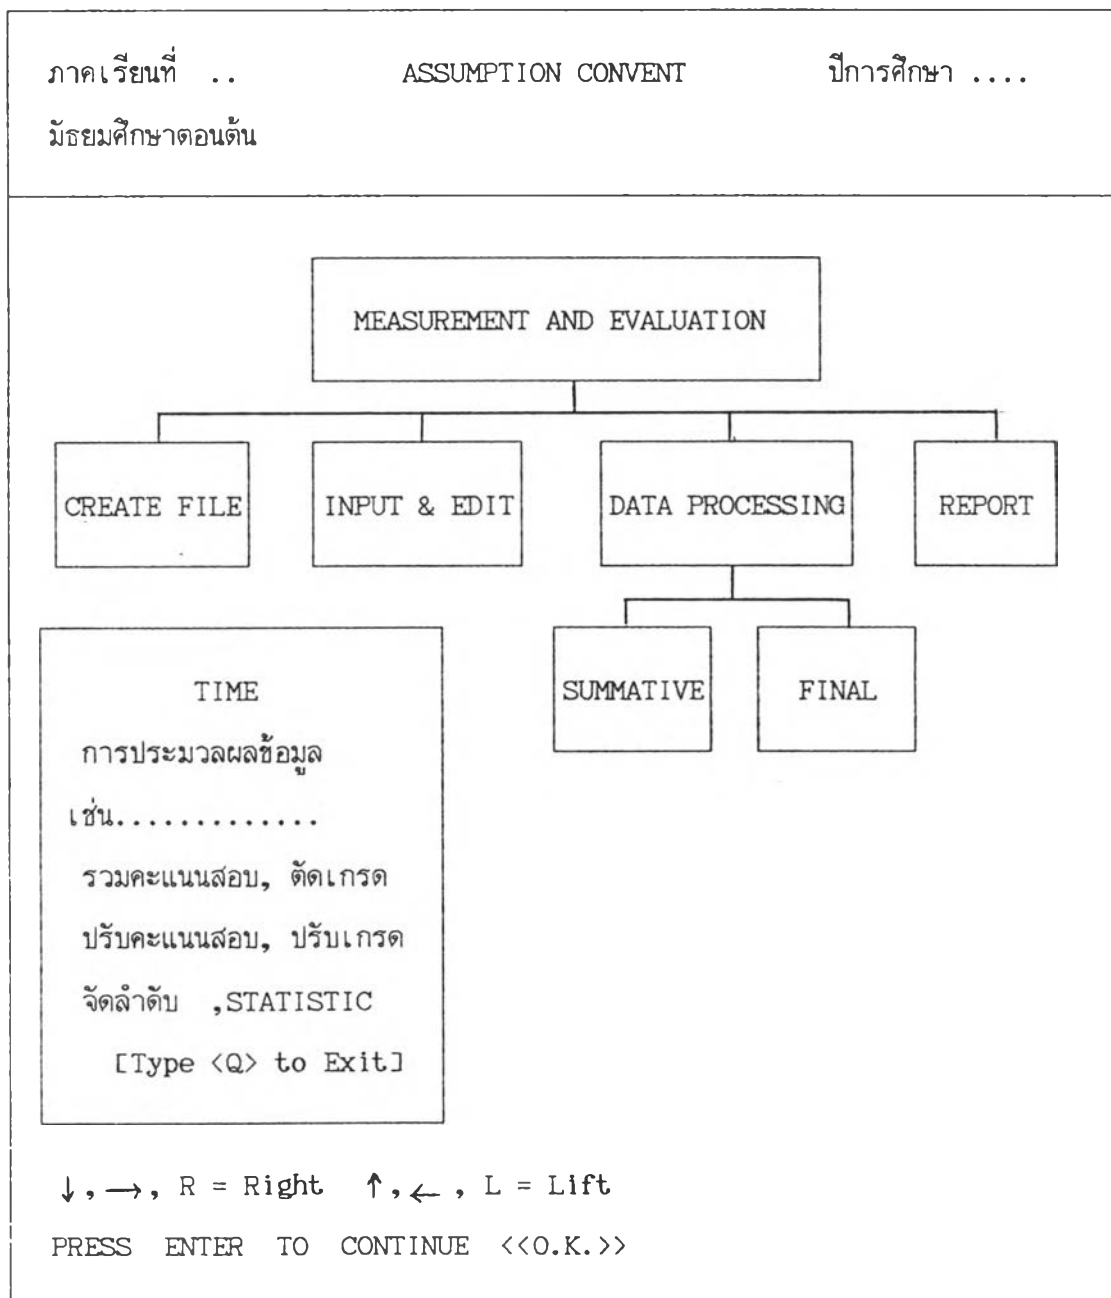 ภาคเรียนที่ .. ASSUMPTION CONVENT ปีการศึกษา ....
มัธยมศึกษาตอนต้น
MEASUREMENT AND EVALUATION
CREATE FILE INPUT & EDIT DATA PROCESSING REPORT
SUMMATIVE FINAL
TIME
การประมวลผลข้อมูล
เช่น.............
รวมคะแนนสอบ, ตัดเกรด
ปรับคะแนนสอบ, ปรับเกรด
จัดลำดับ ,STATISTIC
[Type <Q> to Exit]
↓,→, R = Right ↑,←, L = Lift
PRESS ENTER TO CONTINUE <<O.K.>>